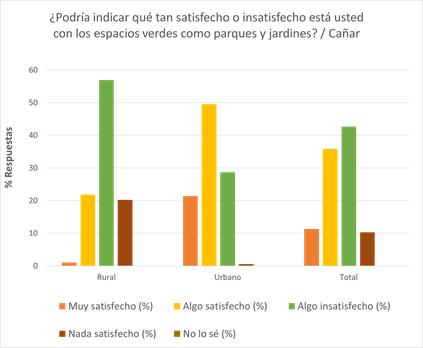 ¿Podría indicar qué tan satisfecho o insatisfecho está usted
con los espacios verdes como parques y jardines? / Cañar
% Respuestas
60
50
40
30
20
10
0
Rural
Urbano
Total
Muy satisfecho (%)
Algo satisfecho (%)
Algo insatisfecho (%)
Nada satisfecho (%)
No lo sé (%)